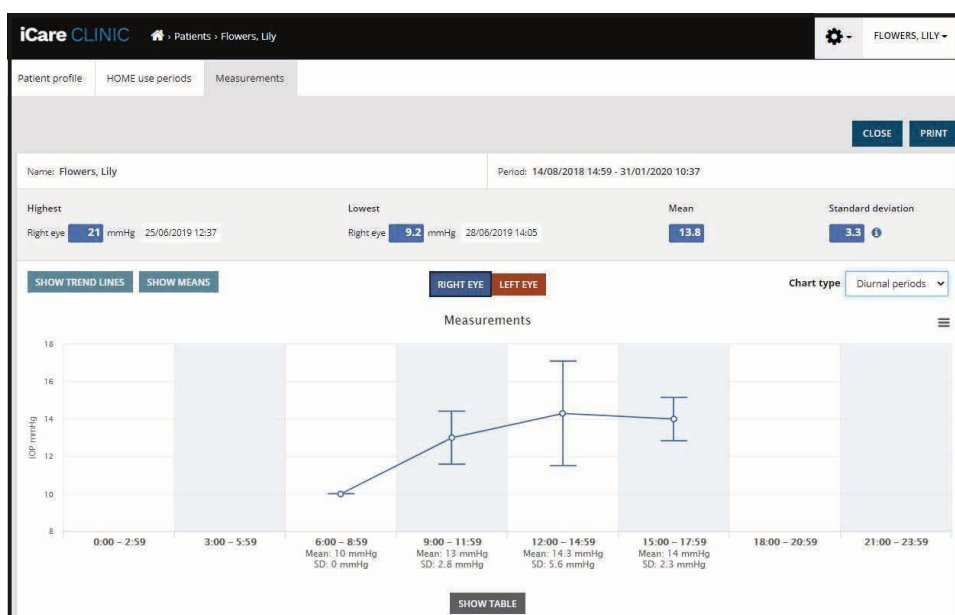 iCare CLINIC › Patients › Flowers, Lily FLOWERS, LILY
Patient profile HOME use periods Measurements
CLOSE PRINT
Name: Flowers, Lily Period: 14/08/2018 14:59 - 31/01/2020 10:37
Highest Lowest Mean Standard deviation
Right eye 21 mmHg 25/06/2019 12:37 Right eye 9.2 mmHg 28/06/2019 14:05 13.8 3.3
SHOW TREND LINES SHOW MEANS RIGHT EYE LEFT EYE Chart type Diurnal periods
Measurements
18
16
14
12
10
8
IOP mmHg
0:00 – 2:59 3:00 – 5:59 6:00 – 8:59 9:00 – 11:59 12:00 – 14:59 15:00 – 17:59 18:00 – 20:59 21:00 – 23:59
Mean: 10 mmHg Mean: 13 mmHg Mean: 14.3 mmHg Mean: 14 mmHg
SD: 0 mmHg SD: 2.8 mmHg SD: 5.6 mmHg SD: 2.3 mmHg
SHOW TABLE